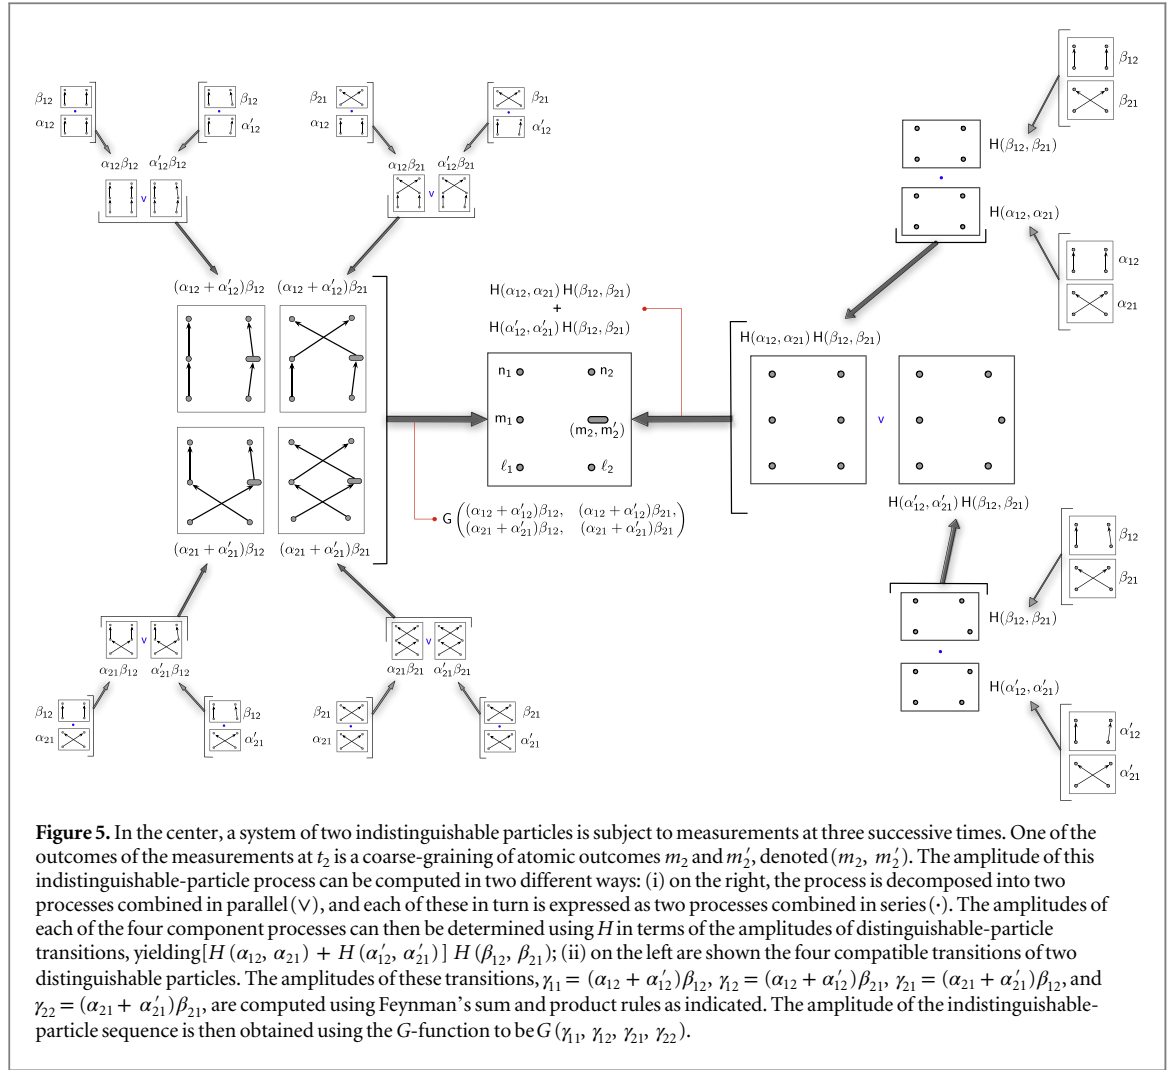 β₁₂
α₁₂
β₁₂
α′₁₂
α₁₂β₁₂ α′₁₂β₁₂
∨
β₂₁
α₁₂
β₂₁
α′₁₂
α₁₂β₂₁ α′₁₂β₂₁
∨
(α₁₂ + α′₁₂)β₁₂ (α₁₂ + α′₁₂)β₂₁
(α₂₁ + α′₂₁)β₁₂ (α₂₁ + α′₂₁)β₂₁
∨
α₂₁β₁₂ α′₂₁β₁₂
β₁₂
α₂₁
β₁₂
α′₂₁
∨
α₂₁β₂₁ α′₂₁β₂₁
β₂₁
α₂₁
β₂₁
α′₂₁
H(α₁₂, α₂₁) H(β₁₂, β₂₁)
+
H(α′₁₂, α′₂₁) H(β₁₂, β₂₁)
n₁ n₂
m₁ (m₂, m′₂)
ℓ₁ ℓ₂
G ((α₁₂ + α′₁₂)β₁₂, (α₁₂ + α′₁₂)β₂₁,
(α₂₁ + α′₂₁)β₁₂, (α₂₁ + α′₂₁)β₂₁)
β₁₂
β₂₁
H(β₁₂, β₂₁)
H(α₁₂, α₂₁)
α₁₂
α₂₁
H(α₁₂, α₂₁) H(β₁₂, β₂₁)
∨
H(α′₁₂, α′₂₁) H(β₁₂, β₂₁)
β₁₂
β₂₁
H(β₁₂, β₂₁)
H(α′₁₂, α′₂₁)
α′₁₂
α′₂₁
Figure 5. In the center, a system of two indistinguishable particles is subject to measurements at three successive times. One of the
outcomes of the measurements at t₂ is a coarse-graining of atomic outcomes m₂ and m′₂, denoted (m₂, m′₂). The amplitude of this
indistinguishable-particle process can be computed in two different ways: (i) on the right, the process is decomposed into two
processes combined in parallel (∨), and each of these in turn is expressed as two processes combined in series (·). The amplitudes of
each of the four component processes can then be determined using H in terms of the amplitudes of distinguishable-particle
transitions, yielding [H (α₁₂, α₂₁) + H (α′₁₂, α′₂₁)] H (β₁₂, β₂₁); (ii) on the left are shown the four compatible transitions of two
distinguishable particles. The amplitudes of these transitions, γ₁₁ = (α₁₂ + α′₁₂)β₁₂, γ₁₂ = (α₁₂ + α′₁₂)β₂₁, γ₂₁ = (α₂₁ + α′₂₁)β₁₂, and
γ₂₂ = (α₂₁ + α′₂₁)β₂₁, are computed using Feynman's sum and product rules as indicated. The amplitude of the indistinguishable-
particle sequence is then obtained using the G-function to be G (γ₁₁, γ₁₂, γ₂₁, γ₂₂).